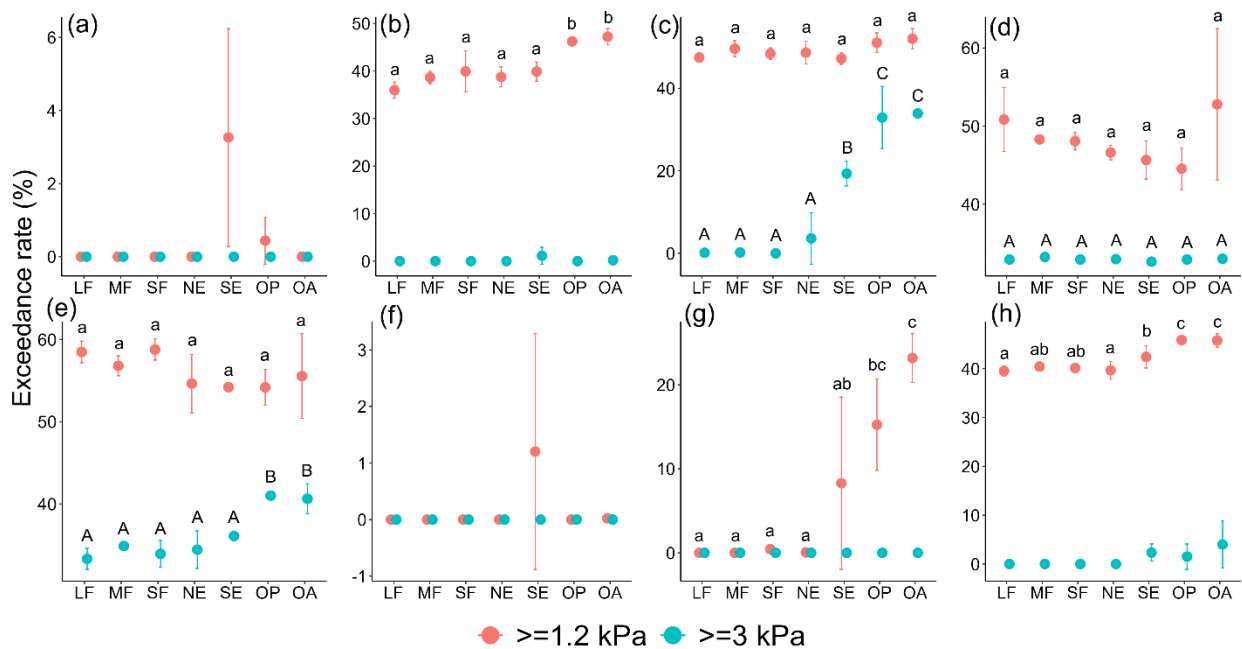 Exceedance rate (%)
(a)
6
4
2
0
LF MF SF NE SE OP OA
(b)
50
40
30
20
10
0
a a a a a b b
LF MF SF NE SE OP OA
(c)
40
20
0
a a a a a a a
A A A A B C C
LF MF SF NE SE OP OA
(d)
60
50
40
a a a a a a a
A A A A A A A
LF MF SF NE SE OP OA
(e)
60
50
40
a a a a a a a
A A A A A B B
LF MF SF NE SE OP OA
(f)
3
2
1
0
-1
LF MF SF NE SE OP OA
(g)
20
10
0
a a a a ab bc c
LF MF SF NE SE OP OA
(h)
40
30
20
10
0
a ab ab a b c c
LF MF SF NE SE OP OA
>=1.2 kPa >=3 kPa